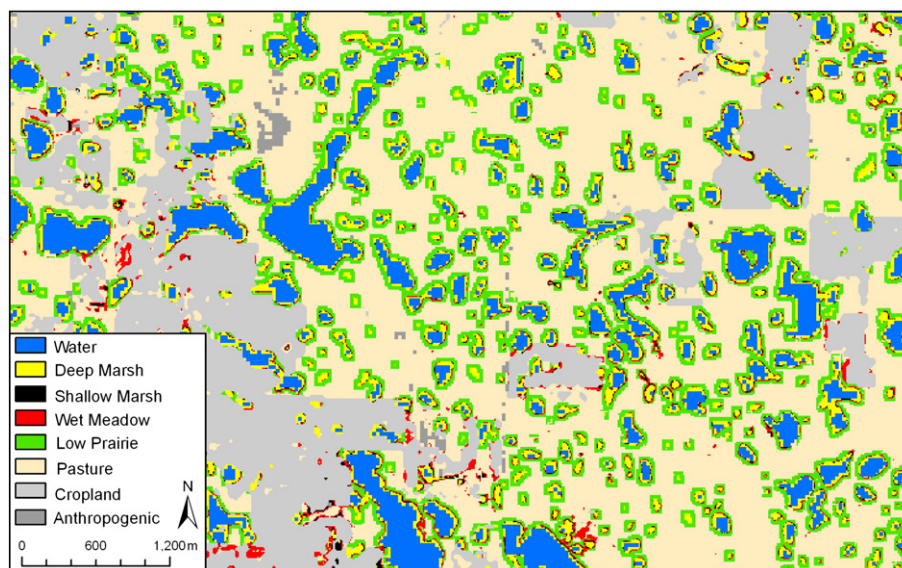 Water
Deep Marsh
Shallow Marsh
Wet Meadow
Low Prairie
Pasture
Cropland
Anthropogenic
N
0 600 1,200m